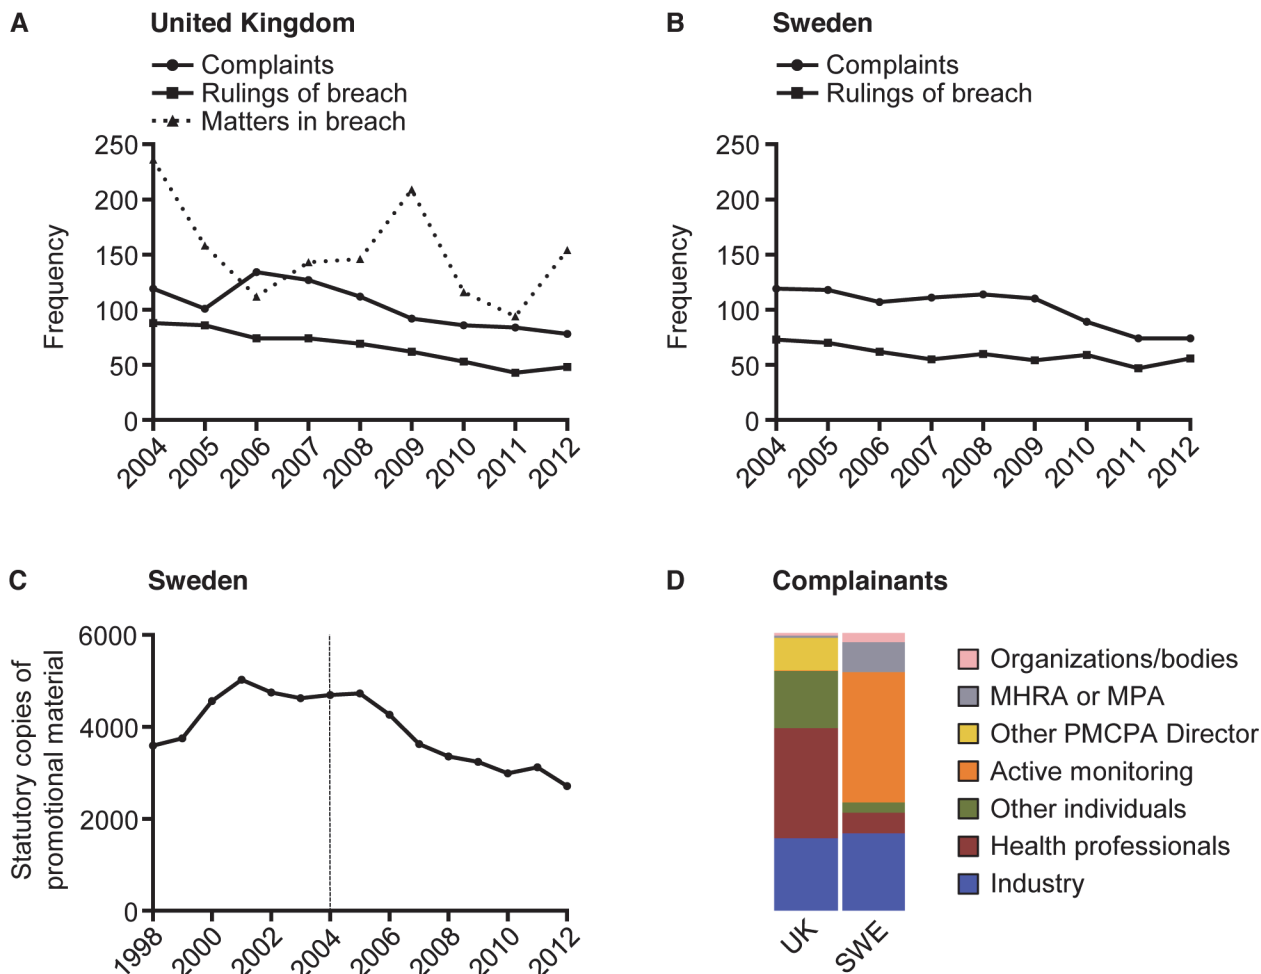 A
United Kingdom
Complaints
Rulings of breach
Matters in breach
250
200
150
100
50
0
Frequency
2004
2005
2006
2007
2008
2009
2010
2011
2012
B
Sweden
Complaints
Rulings of breach
250
200
150
100
50
0
Frequency
2004
2005
2006
2007
2008
2009
2010
2011
2012
C
Sweden
6000
4000
2000
0
Statutory copies of
promotional material
1998
2000
2002
2004
2006
2008
2010
2012
D
Complainants
Organizations/bodies
MHRA or MPA
Other PMCPA Director
Active monitoring
Other individuals
Health professionals
Industry
UK
SWE